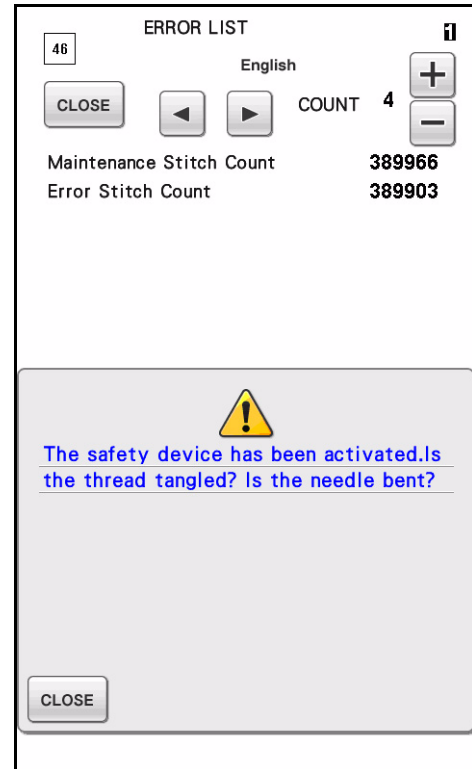 ERROR LIST
1
46
English
CLOSE
COUNT 4
Maintenance Stitch Count 389966
Error Stitch Count 389903
The safety device has been activated.Is
the thread tangled? Is the needle bent?
CLOSE